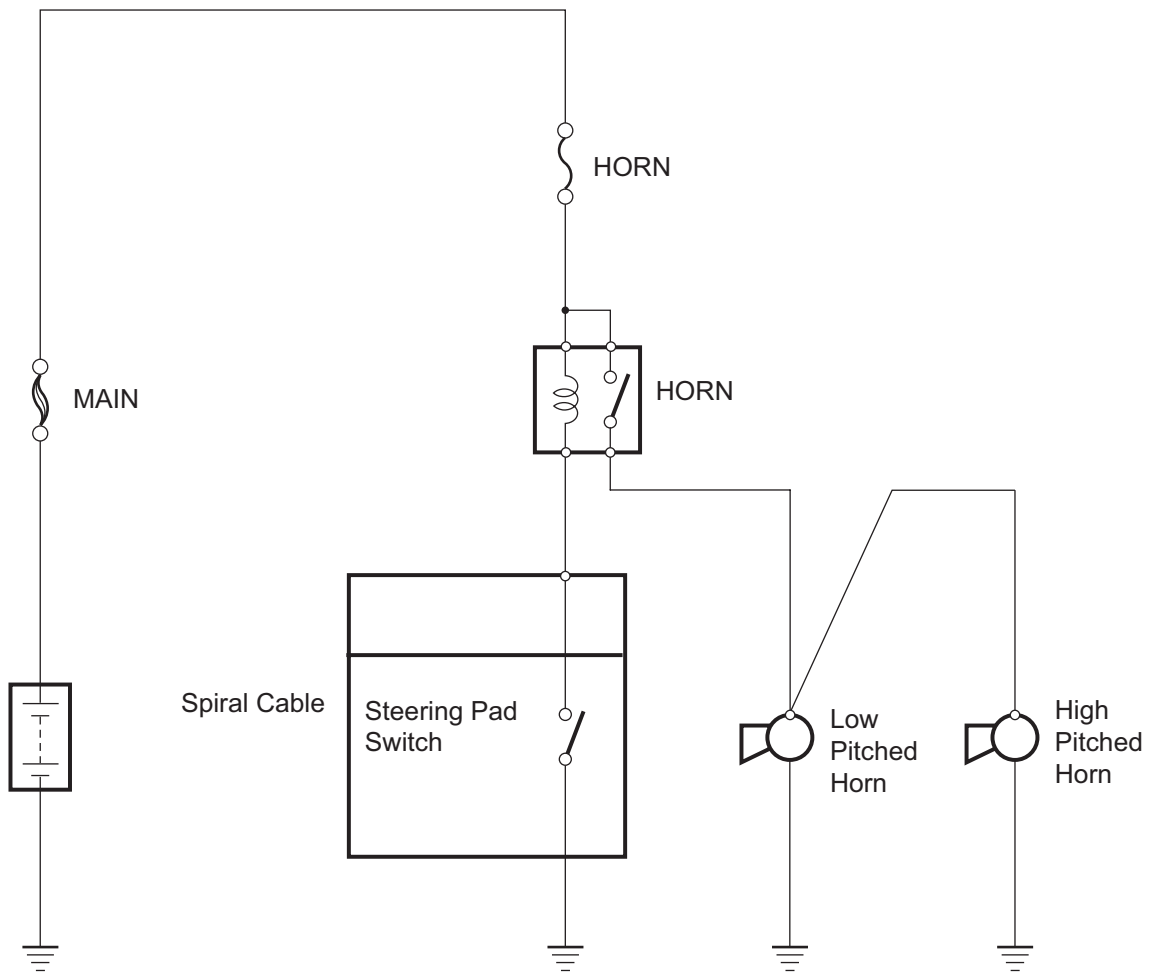 HORN
MAIN
HORN
Spiral Cable
Steering Pad
Switch
Low
Pitched
Horn
High
Pitched
Horn